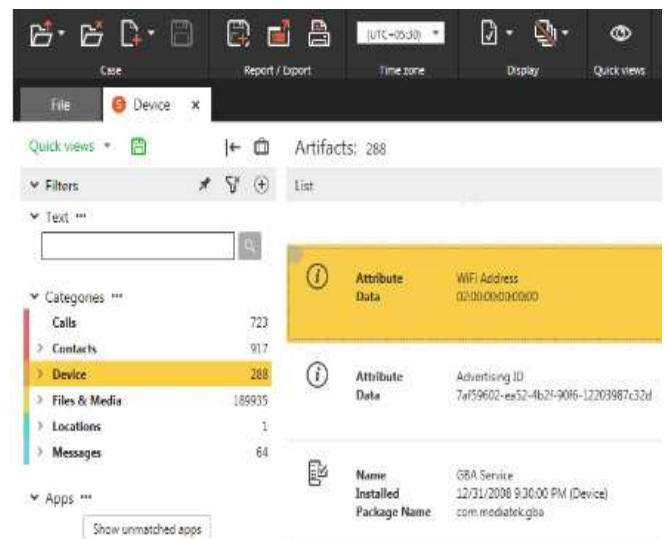 Case
Report / Export
(UTC+05:30)
Time zone
Display
Quick views
File
Device ×
Quick views
Artifacts: 288
Filters
List
Text ...
Attribute WiFi Address
Data 02:00:00:00:00:00
Categories ...
Calls 723
Contacts 917
Device 288
Files & Media 189935
Locations 1
Messages 64
Attribute Advertising ID
Data 7af59602-ea52-4b2f-90f6-12203987c32d
Name GBA Service
Installed 12/31/2008 9:30:00 PM (Device)
Package Name com.mediatek.gba
Apps ...
Show unmatched apps